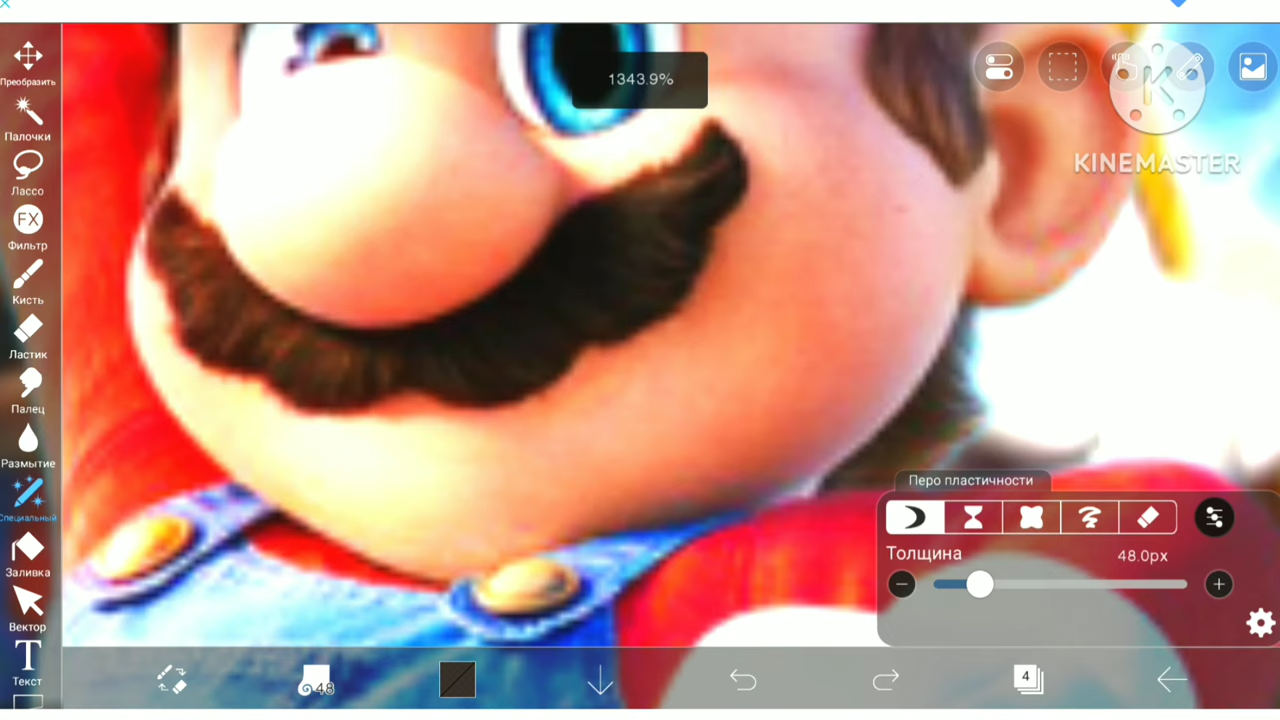 1343.9%
KINEMASTER
Преобразить
Палочки
Лассо
FX
Фильтр
Кисть
Ластик
Палец
Размытие
Специальный
Заливка
Вектор
T
Текст
Перо пластичности
Толщина
48.0px
48
4